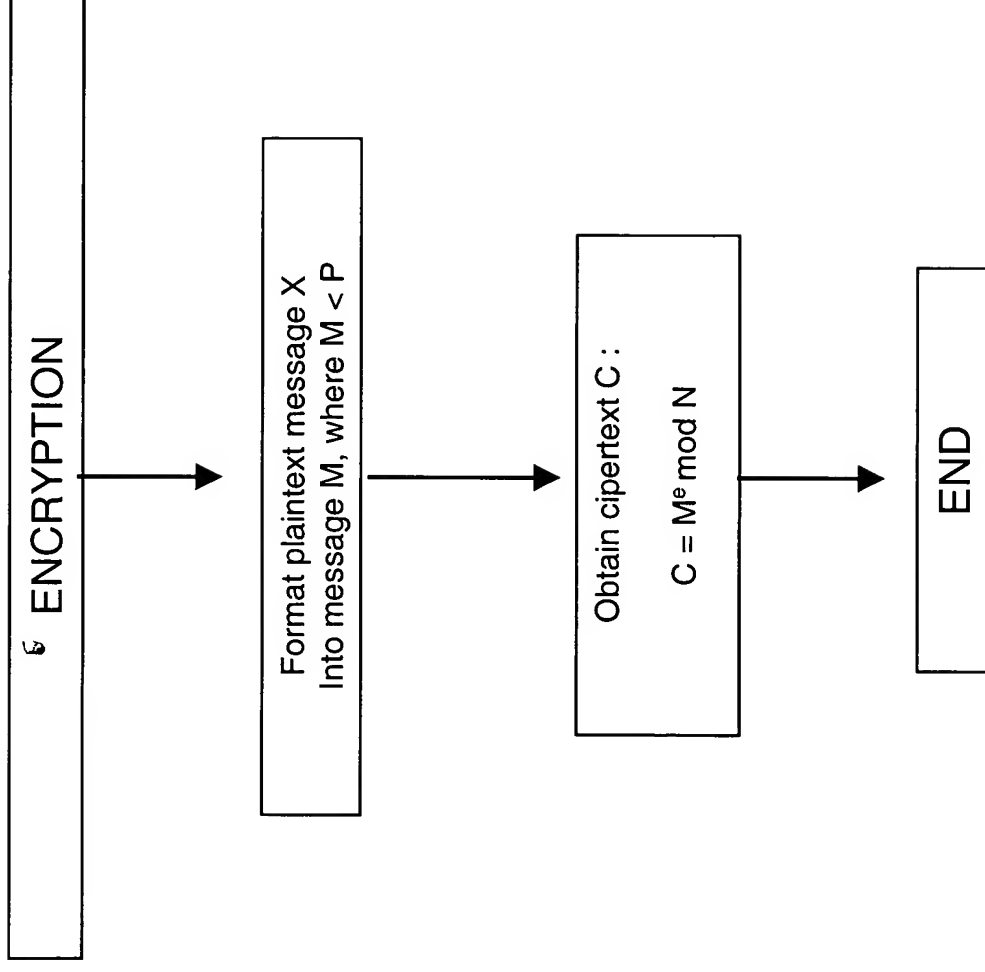 ENCRYPTION
Format plaintext message X
Into message M, where M < P
Obtain cipertext C :
C = Mᵉ mod N
END